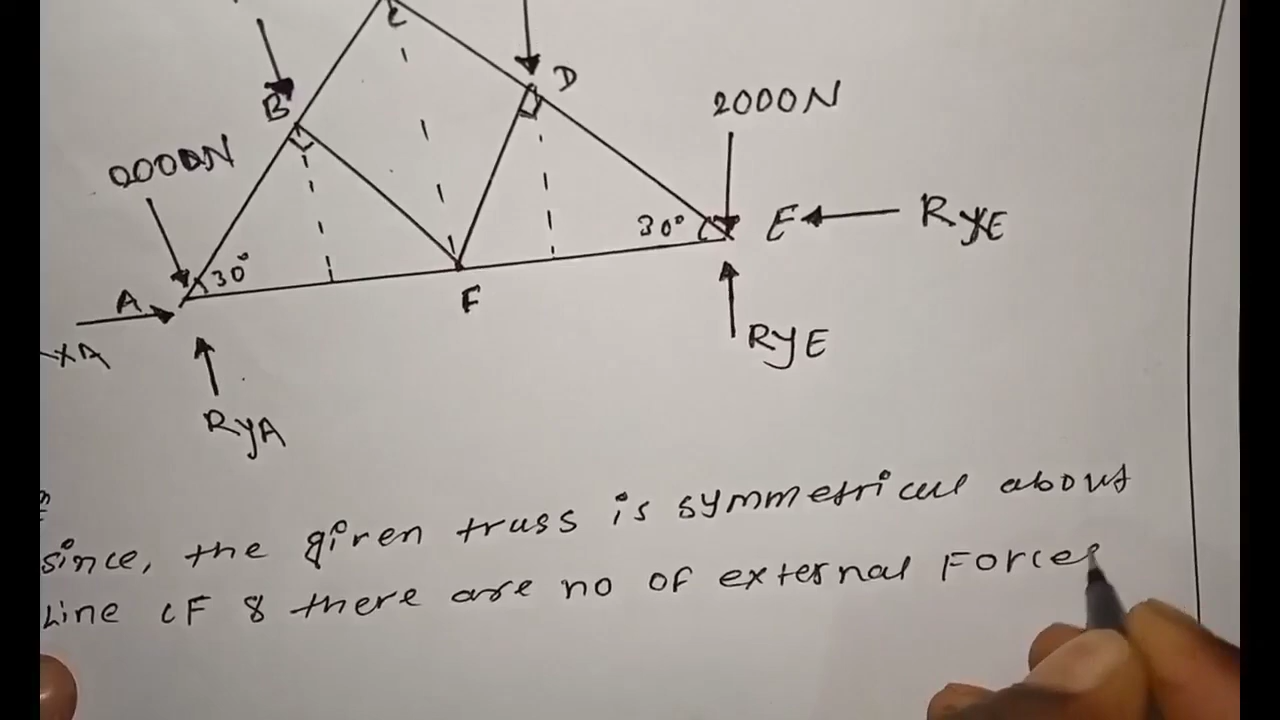 C
D
B
2000N
2000N
30°
30°
E
RxE
A
F
XA
RyE
RyA
since, the given truss is symmetrical about
Line CF & there are no of external Forces